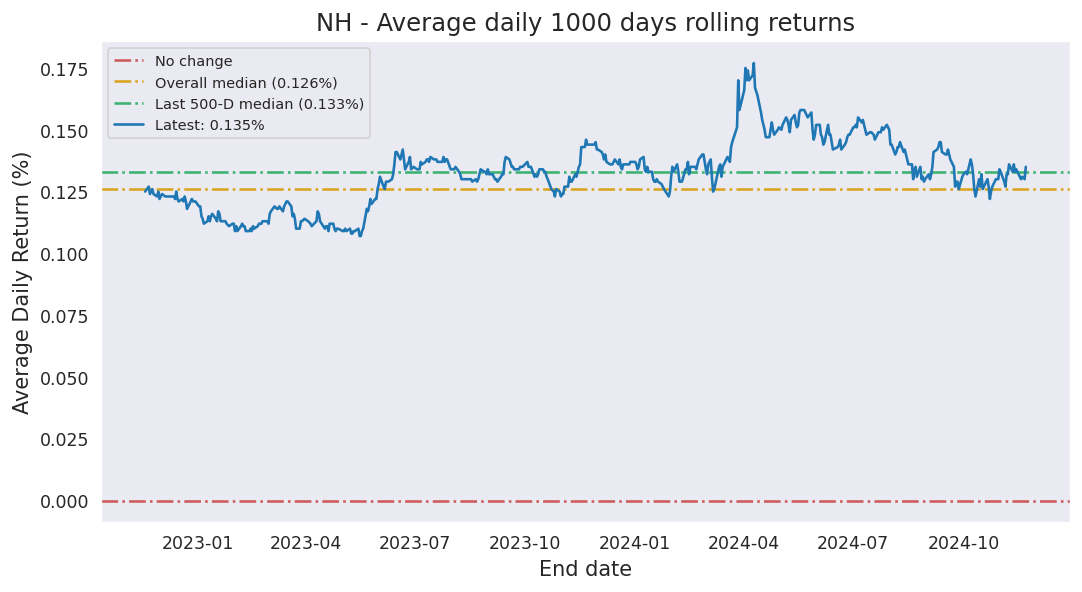 NH - Average daily 1000 days rolling returns
No change
Overall median (0.126%)
Last 500-D median (0.133%)
Latest: 0.135%
Average Daily Return (%)
0.175
0.150
0.125
0.100
0.075
0.050
0.025
0.000
2023-01 2023-04 2023-07 2023-10 2024-01 2024-04 2024-07 2024-10
End date